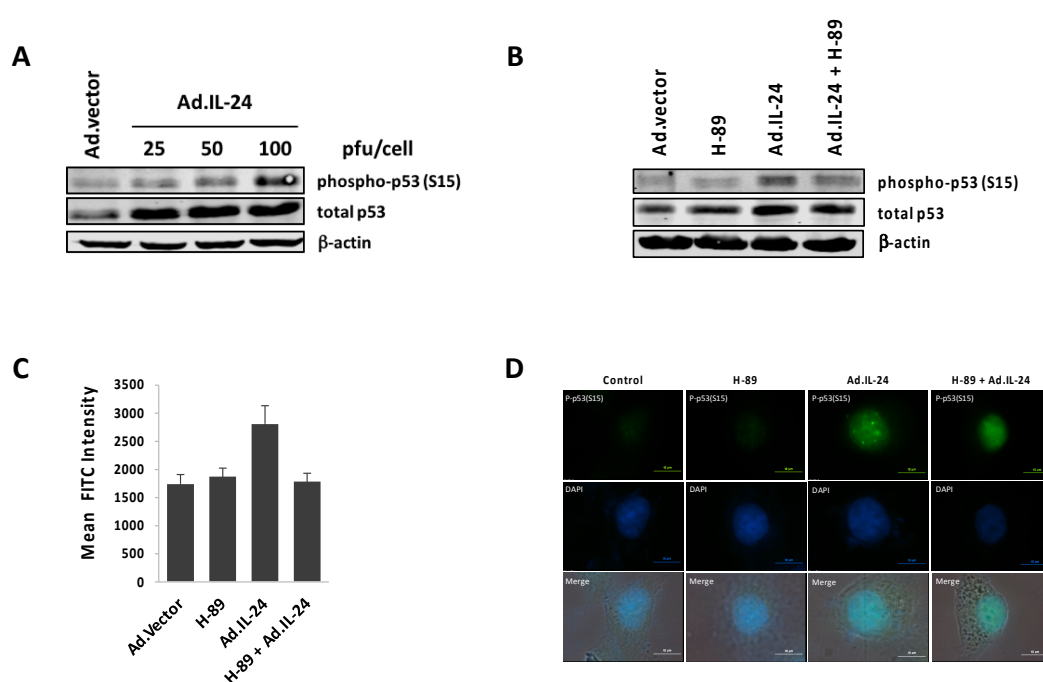 A
Ad.vector
Ad.IL-24
25 50 100 pfu/cell
phospho-p53 (S15)
total p53
β-actin
B
Ad.vector
H-89
Ad.IL-24
Ad.IL-24 + H-89
phospho-p53 (S15)
total p53
β-actin
C
Mean FITC Intensity
3500
3000
2500
2000
1500
1000
500
0
Ad.Vector
H-89
Ad.IL-24
H-89 + Ad.IL-24
D
Control H-89 Ad.IL-24 H-89 + Ad.IL-24
P-p53(S15) P-p53(S15) P-p53(S15) P-p53(S15)
DAPI DAPI DAPI DAPI
Merge Merge Merge Merge